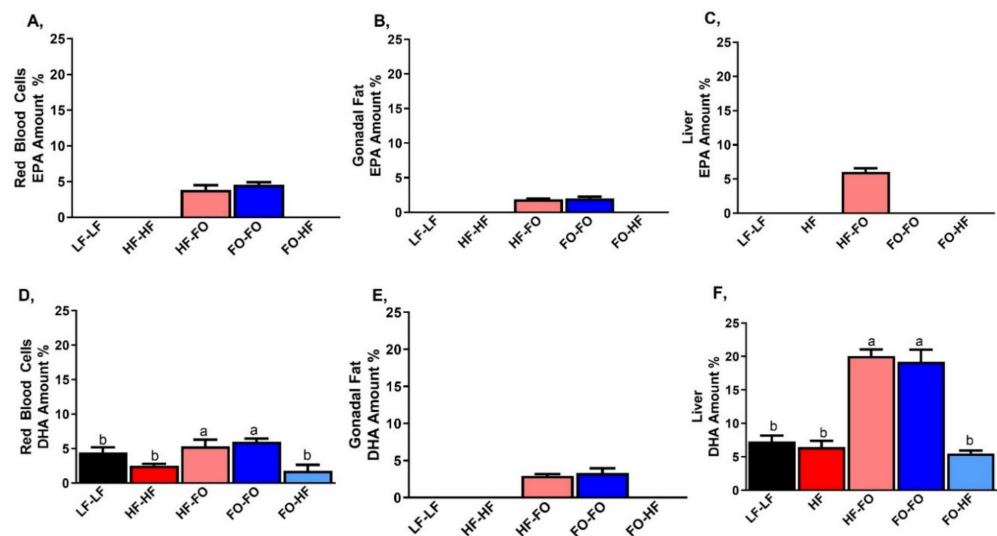 A,
Red Blood Cells
EPA Amount %
25
20
15
10
5
0
LF-LF
HF-HF
HF-FO
FO-FO
FO-HF
B,
Gonadal Fat
EPA Amount %
25
20
15
10
5
0
LF-LF
HF-HF
HF-FO
FO-FO
FO-HF
C,
Liver
EPA Amount %
25
20
15
10
5
0
LF-LF
HF
HF-FO
FO-FO
FO-HF
D,
Red Blood Cells
DHA Amount %
25
20
15
10
5
0
b
b
a
a
b
LF-LF
HF-HF
HF-FO
FO-FO
FO-HF
E,
Gonadal Fat
DHA Amount %
25
20
15
10
5
0
LF-LF
HF-HF
HF-FO
FO-FO
FO-HF
F,
Liver
DHA Amount %
25
20
15
10
5
0
b
b
a
a
b
LF-LF
HF
HF-FO
FO-FO
FO-HF